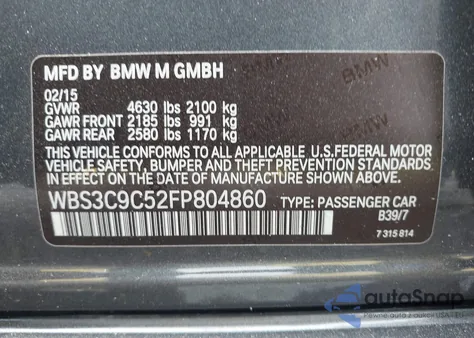 MFD BY BMW M GMBH
02/15
GVWR 4630 lbs 2100 kg
GAWR FRONT 2185 lbs 991 kg
GAWR REAR 2580 lbs 1170 kg
THIS VEHICLE CONFORMS TO ALL APPLICABLE U.S.FEDERAL MOTOR
VEHICLE SAFETY, BUMPER AND THEFT PREVENTION STANDARDS
IN EFFECT ON THE DATE OF MANUFACTURE SHOWN ABOVE.
WBS3C9C52FP804860 TYPE: PASSENGER CAR
B39/7
7 315 814
BMW
autoSnap